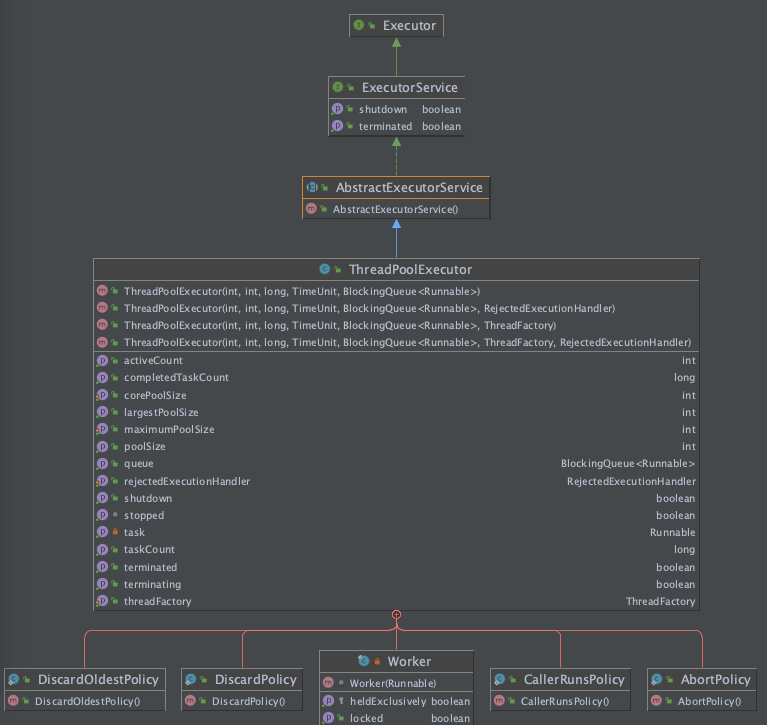 Executor
ExecutorService
shutdown boolean
terminated boolean
AbstractExecutorService
AbstractExecutorService()
ThreadPoolExecutor
ThreadPoolExecutor(int, int, long, TimeUnit, BlockingQueue<Runnable>)
ThreadPoolExecutor(int, int, long, TimeUnit, BlockingQueue<Runnable>, RejectedExecutionHandler)
ThreadPoolExecutor(int, int, long, TimeUnit, BlockingQueue<Runnable>, ThreadFactory)
ThreadPoolExecutor(int, int, long, TimeUnit, BlockingQueue<Runnable>, ThreadFactory, RejectedExecutionHandler)
activeCount int
completedTaskCount long
corePoolSize int
largestPoolSize int
maximumPoolSize int
poolSize int
queue BlockingQueue<Runnable>
rejectedExecutionHandler RejectedExecutionHandler
shutdown boolean
stopped boolean
task Runnable
taskCount long
terminated boolean
terminating boolean
threadFactory ThreadFactory
DiscardOldestPolicy
DiscardOldestPolicy()
DiscardPolicy
DiscardPolicy()
Worker
Worker(Runnable)
heldExclusively boolean
locked boolean
CallerRunsPolicy
CallerRunsPolicy()
AbortPolicy
AbortPolicy()